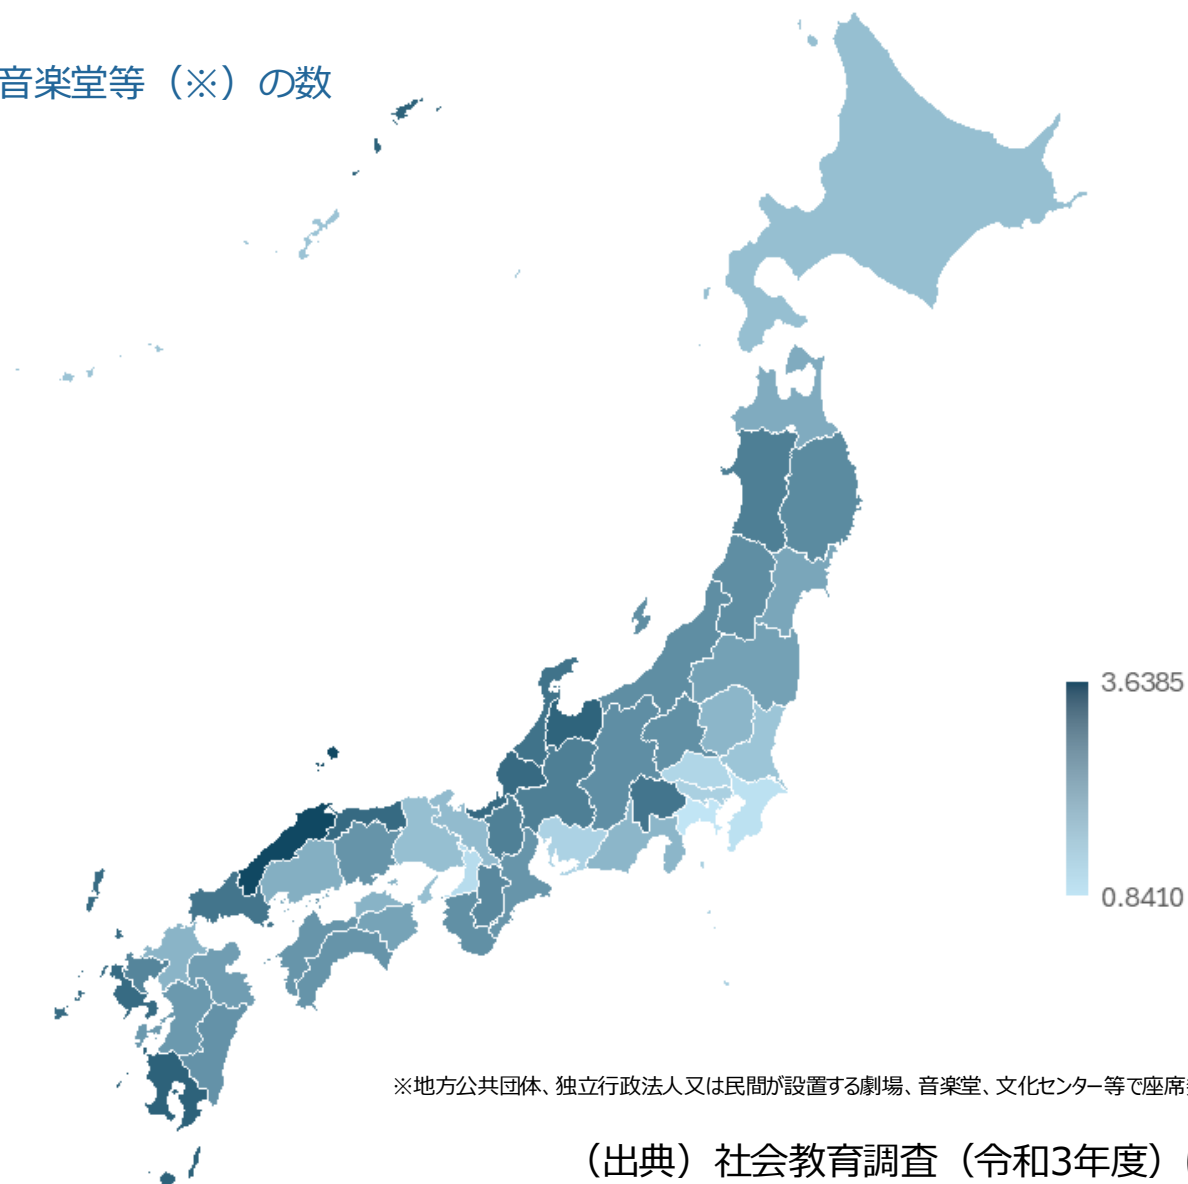 音楽堂等（※）の数
3.6385
0.8410
※地方公共団体、独立行政法人又は民間が設置する劇場、音楽堂、文化センター等で座席
（出典）社会教育調査（令和3年度）